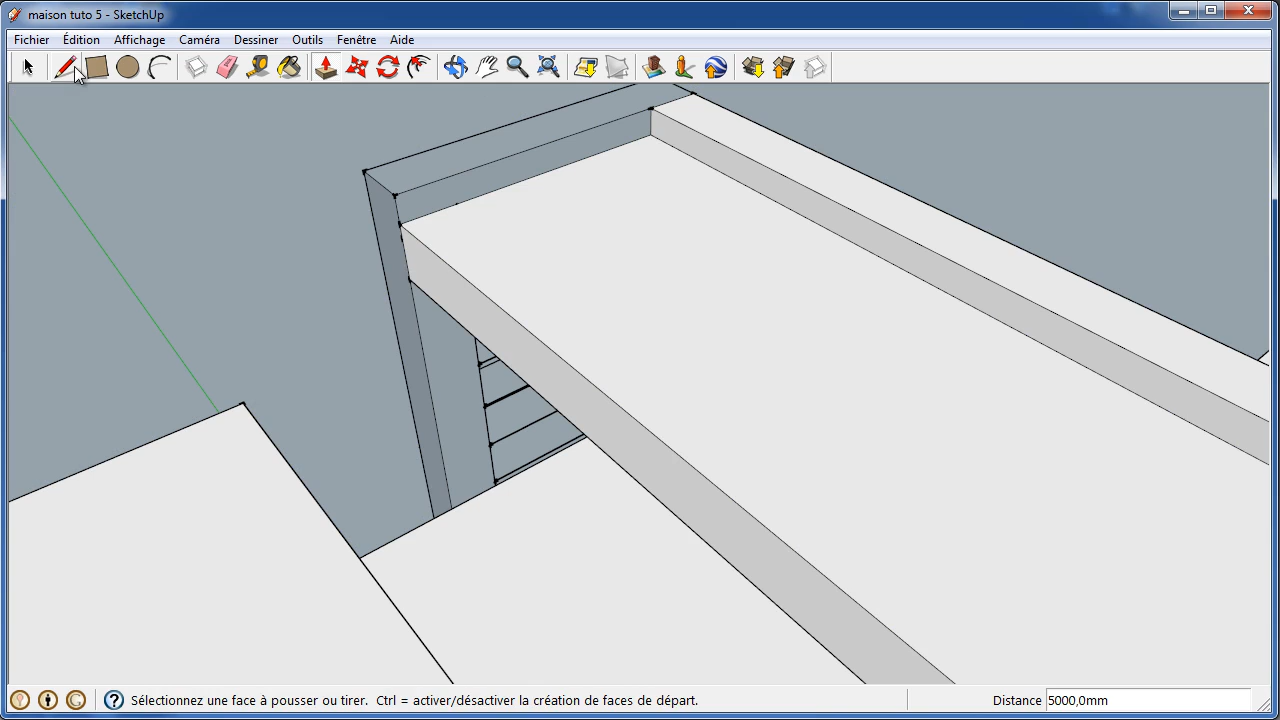 maison tuto 5 - SketchUp
Fichier Édition Affichage Caméra Dessiner Outils Fenêtre Aide
Sélectionnez une face à pousser ou tirer. Ctrl = activer/désactiver la création de faces de départ. Distance 5000,0mm